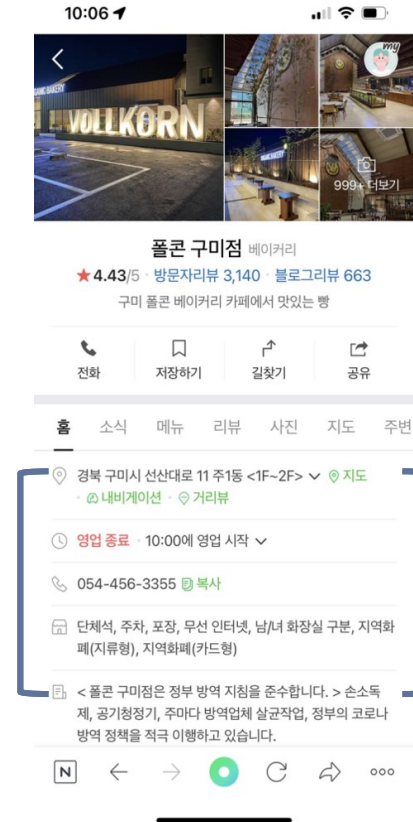 10:06
ANIC BAKERY
VOLLKORN
my
999+ 더보기
폴콘 구미점 베이커리
★4.43/5 · 방문자리뷰 3,140 · 블로그리뷰 663
구미 폴콘 베이커리 카페에서 맛있는 빵
전화 저장하기 길찾기 공유
홈 소식 메뉴 리뷰 사진 지도 주변
경북 구미시 선산대로 11 주1동 <1F~2F> 지도
· 내비게이션 · 거리뷰
영업 종료 · 10:00에 영업 시작
054-456-3355 복사
단체석, 주차, 포장, 무선 인터넷, 남/녀 화장실 구분, 지역화
폐(지류형), 지역화폐(카드형)
< 폴콘 구미점은 정부 방역 지침을 준수합니다. > 손소독
제, 공기청정기, 주마다 방역업체 살균작업, 정부의 코로나
방역 정책을 적극 이행하고 있습니다.
N